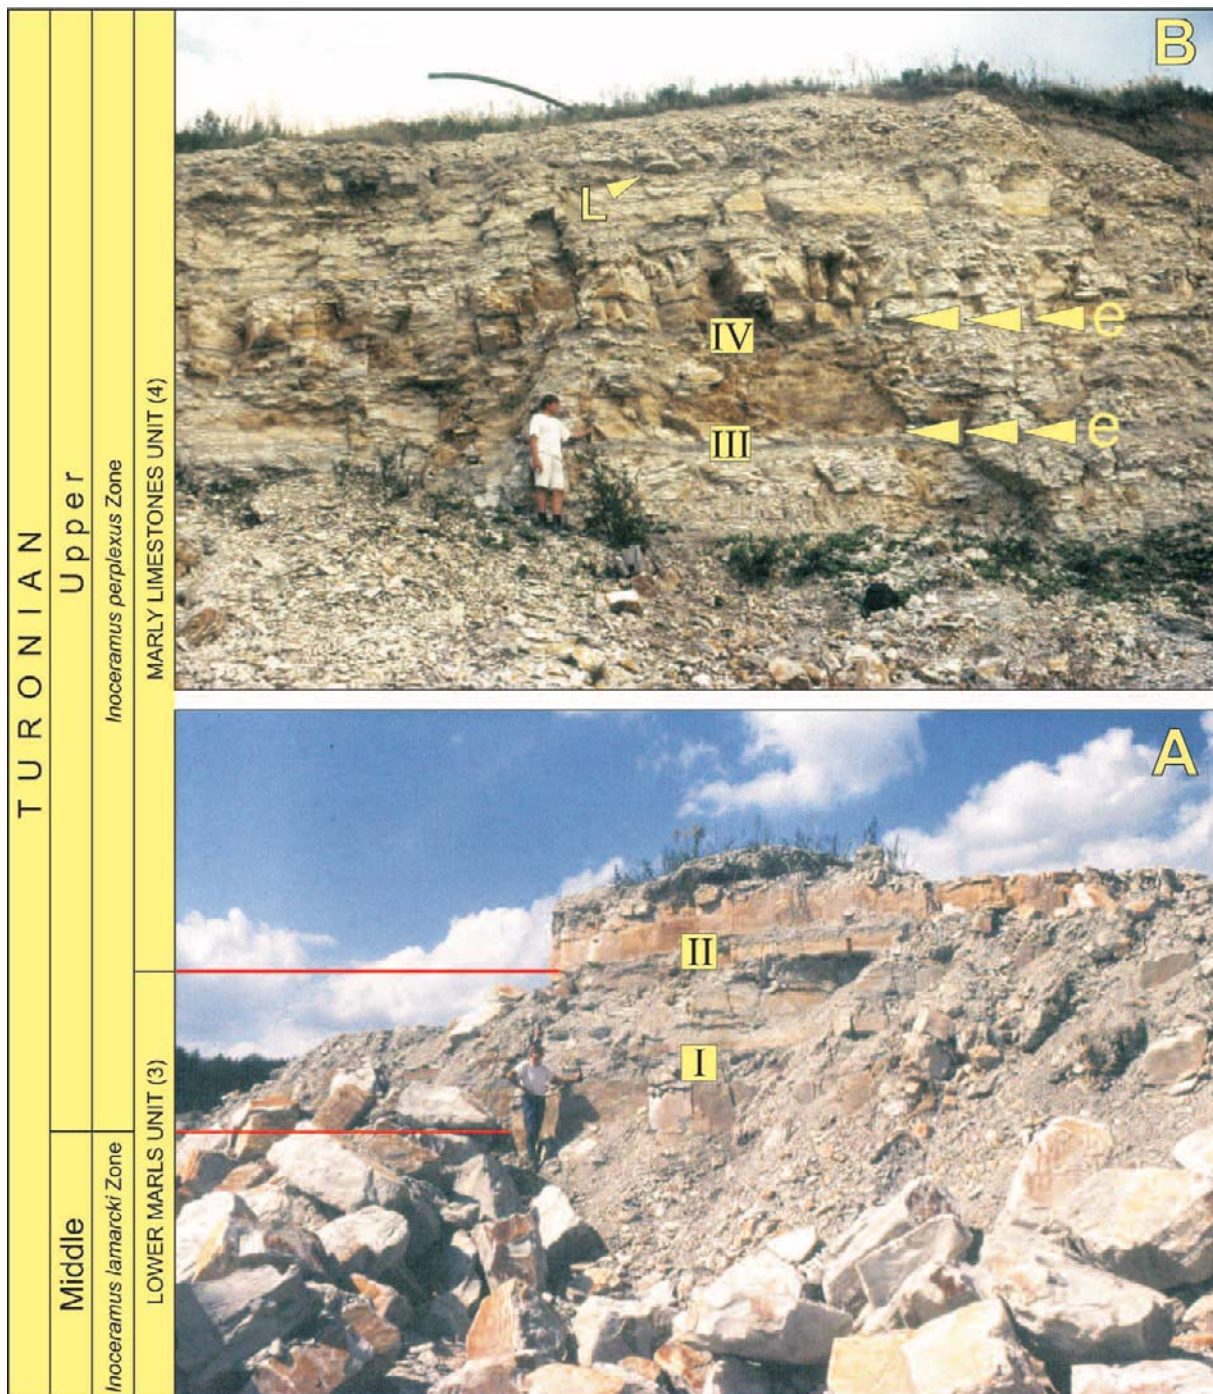 TURONIAN
Upper
Middle
Inoceramus perplexus Zone
Inoceramus lamarcki Zone
MARLY LIMESTONES UNIT (4)
LOWER MARLS UNIT (3)
B
L
IV
e
III
e
A
II
I